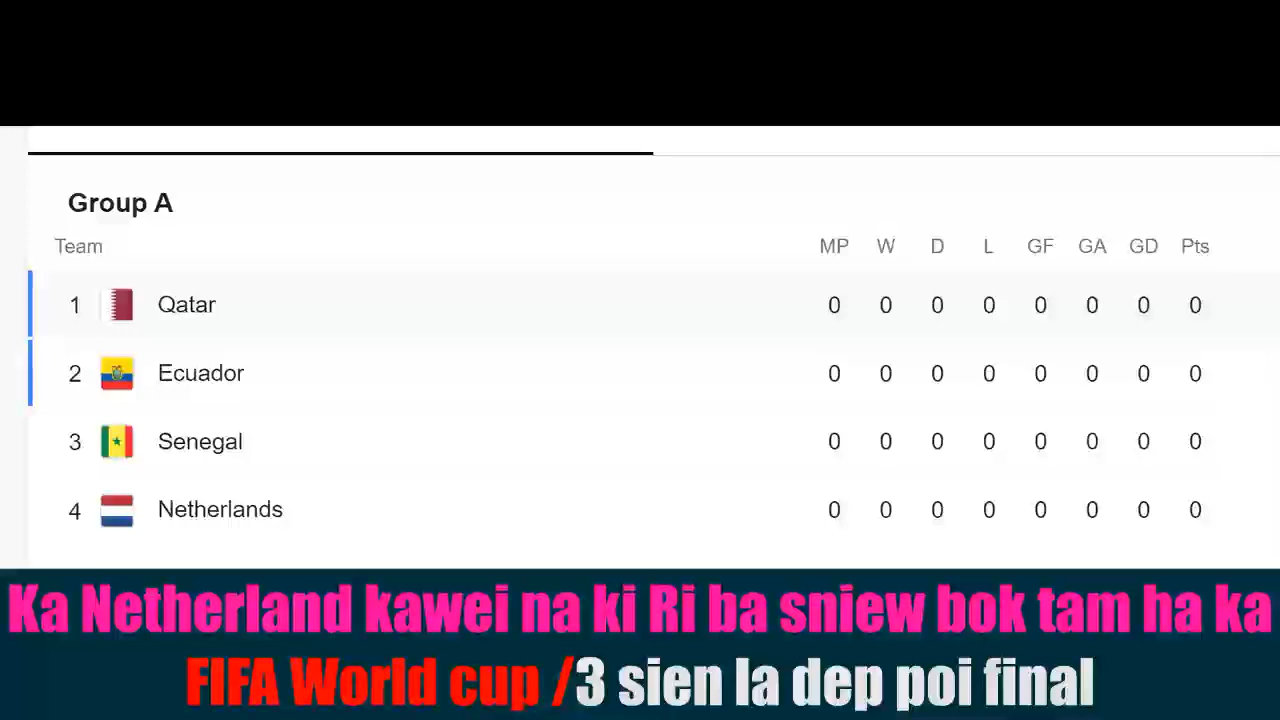 Group A
Team MP W D L GF GA GD Pts
1 Qatar 0 0 0 0 0 0 0 0
2 Ecuador 0 0 0 0 0 0 0 0
3 Senegal 0 0 0 0 0 0 0 0
4 Netherlands 0 0 0 0 0 0 0 0
Ka Netherland kawei na ki Ri ba sniew bok tam ha ka
FIFA World cup /3 sien la dep poi final